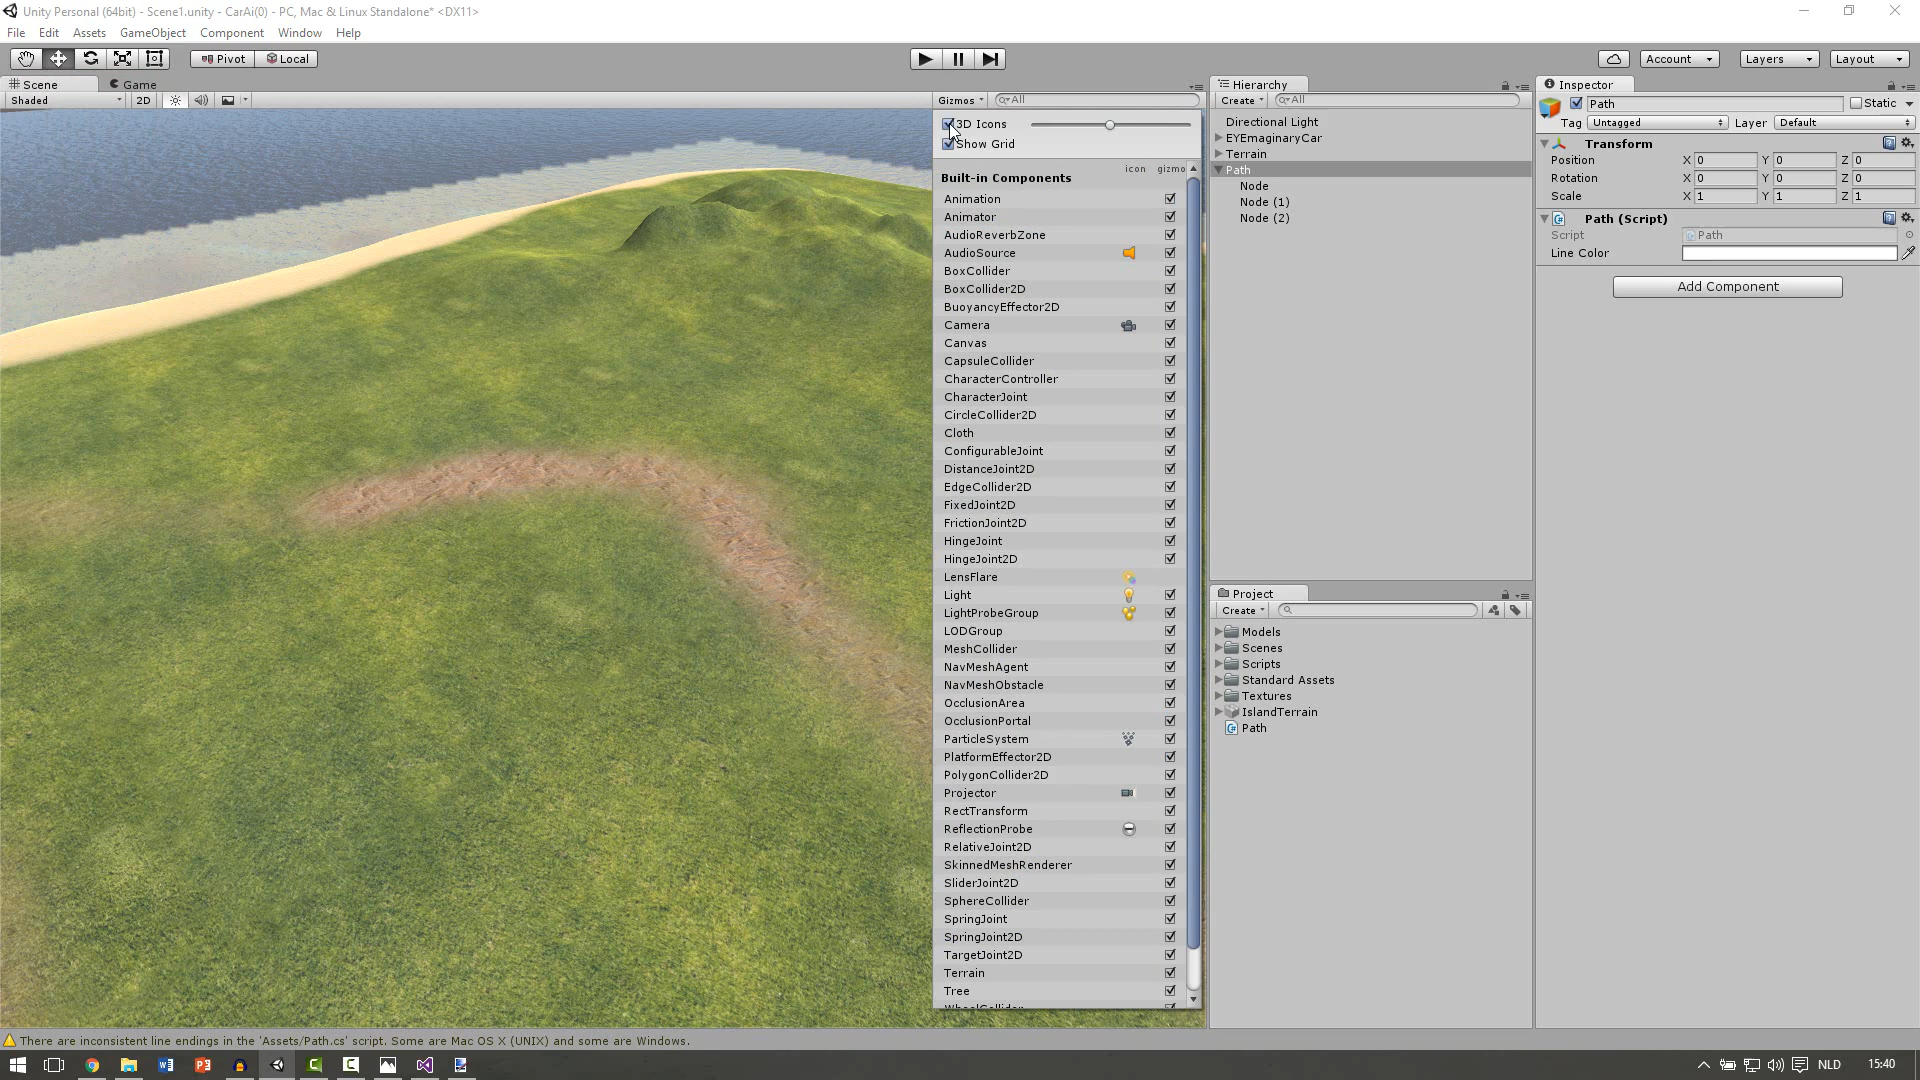 Unity Personal (64bit) - Scene1.unity - CarAi(0) - PC, Mac & Linux Standalone* <DX11>
File Edit Assets GameObject Component Window Help
Pivot Local Account Layers Layout
Scene Game
Shaded 2D Gizmos All
3D Icons
Show Grid
icon gizmo
Built-in Components
Animation
Animator
AudioReverbZone
AudioSource
BoxCollider
BoxCollider2D
BuoyancyEffector2D
Camera
Canvas
CapsuleCollider
CharacterController
CharacterJoint
CircleCollider2D
Cloth
ConfigurableJoint
DistanceJoint2D
EdgeCollider2D
FixedJoint2D
FrictionJoint2D
HingeJoint
HingeJoint2D
LensFlare
Light
LightProbeGroup
LODGroup
MeshCollider
NavMeshAgent
NavMeshObstacle
OcclusionArea
OcclusionPortal
ParticleSystem
PlatformEffector2D
PolygonCollider2D
Projector
RectTransform
ReflectionProbe
RelativeJoint2D
SkinnedMeshRenderer
SliderJoint2D
SphereCollider
SpringJoint
SpringJoint2D
TargetJoint2D
Terrain
Tree
WheelCollider
Hierarchy
Create All
Directional Light
EYEmaginaryCar
Terrain
Path
Node
Node (1)
Node (2)
Project
Create
Models
Scenes
Scripts
Standard Assets
Textures
IslandTerrain
Path
Inspector
Path Static
Tag Untagged Layer Default
Transform
Position X 0 Y 0 Z 0
Rotation X 0 Y 0 Z 0
Scale X 1 Y 1 Z 1
Path (Script)
Script Path
Line Color
Add Component
There are inconsistent line endings in the 'Assets/Path.cs' script. Some are Mac OS X (UNIX) and some are Windows.
NLD 15:40